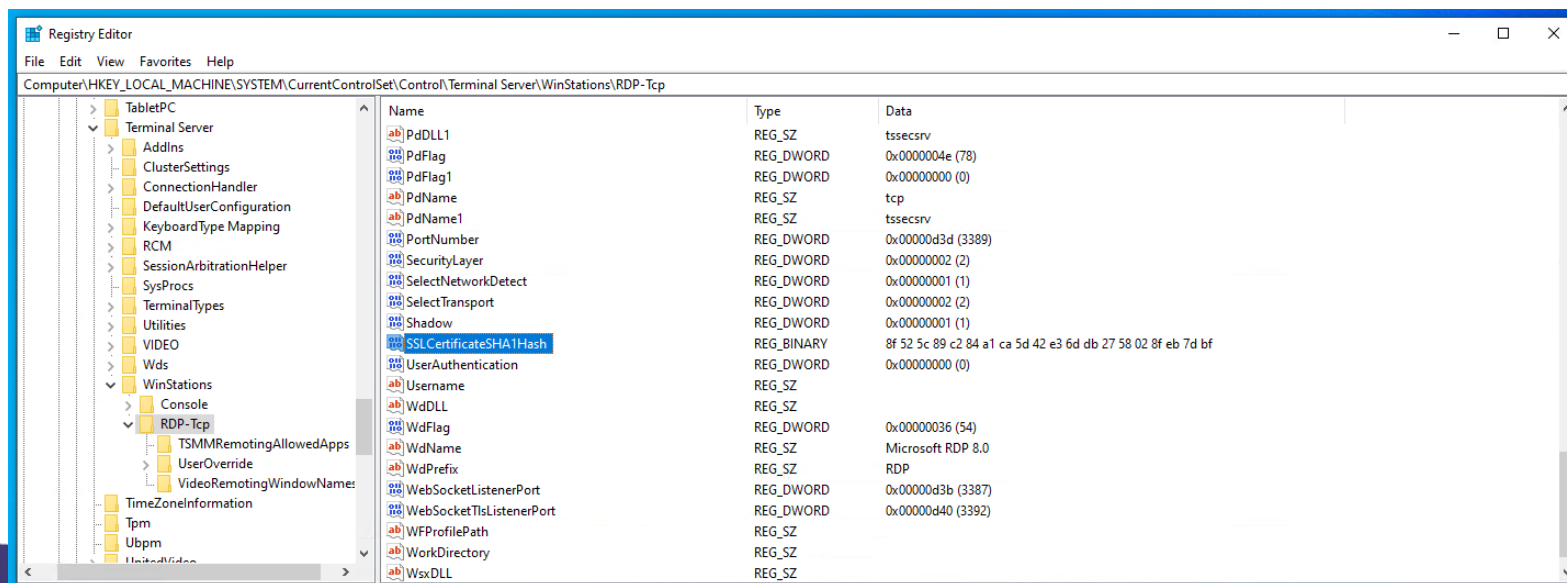 Registry Editor
File Edit View Favorites Help
Computer\HKEY_LOCAL_MACHINE\SYSTEM\CurrentControlSet\Control\Terminal Server\WinStations\RDP-Tcp
TabletPC
Terminal Server
AddIns
ClusterSettings
ConnectionHandler
DefaultUserConfiguration
KeyboardType Mapping
RCM
SessionArbitrationHelper
SysProcs
TerminalTypes
Utilities
VIDEO
Wds
WinStations
Console
RDP-Tcp
TSMMRemotingAllowedApps
UserOverride
VideoRemotingWindowNames
TimeZoneInformation
Tpm
Ubpm
UnitedVideo
Name Type Data
PdDLL1 REG_SZ tssecsrv
PdFlag REG_DWORD 0x0000004e (78)
PdFlag1 REG_DWORD 0x00000000 (0)
PdName REG_SZ tcp
PdName1 REG_SZ tssecsrv
PortNumber REG_DWORD 0x00000d3d (3389)
SecurityLayer REG_DWORD 0x00000002 (2)
SelectNetworkDetect REG_DWORD 0x00000001 (1)
SelectTransport REG_DWORD 0x00000002 (2)
Shadow REG_DWORD 0x00000001 (1)
SSLCertificateSHA1Hash REG_BINARY 8f 52 5c 89 c2 84 a1 ca 5d 42 e3 6d db 27 58 02 8f eb 7d bf
UserAuthentication REG_DWORD 0x00000000 (0)
Username REG_SZ
WdDLL REG_SZ
WdFlag REG_DWORD 0x00000036 (54)
WdName REG_SZ Microsoft RDP 8.0
WdPrefix REG_SZ RDP
WebSocketListenerPort REG_DWORD 0x00000d3b (3387)
WebSocketTlsListenerPort REG_DWORD 0x00000d40 (3392)
WFProfilePath REG_SZ
WorkDirectory REG_SZ
WsxDLL REG_SZ